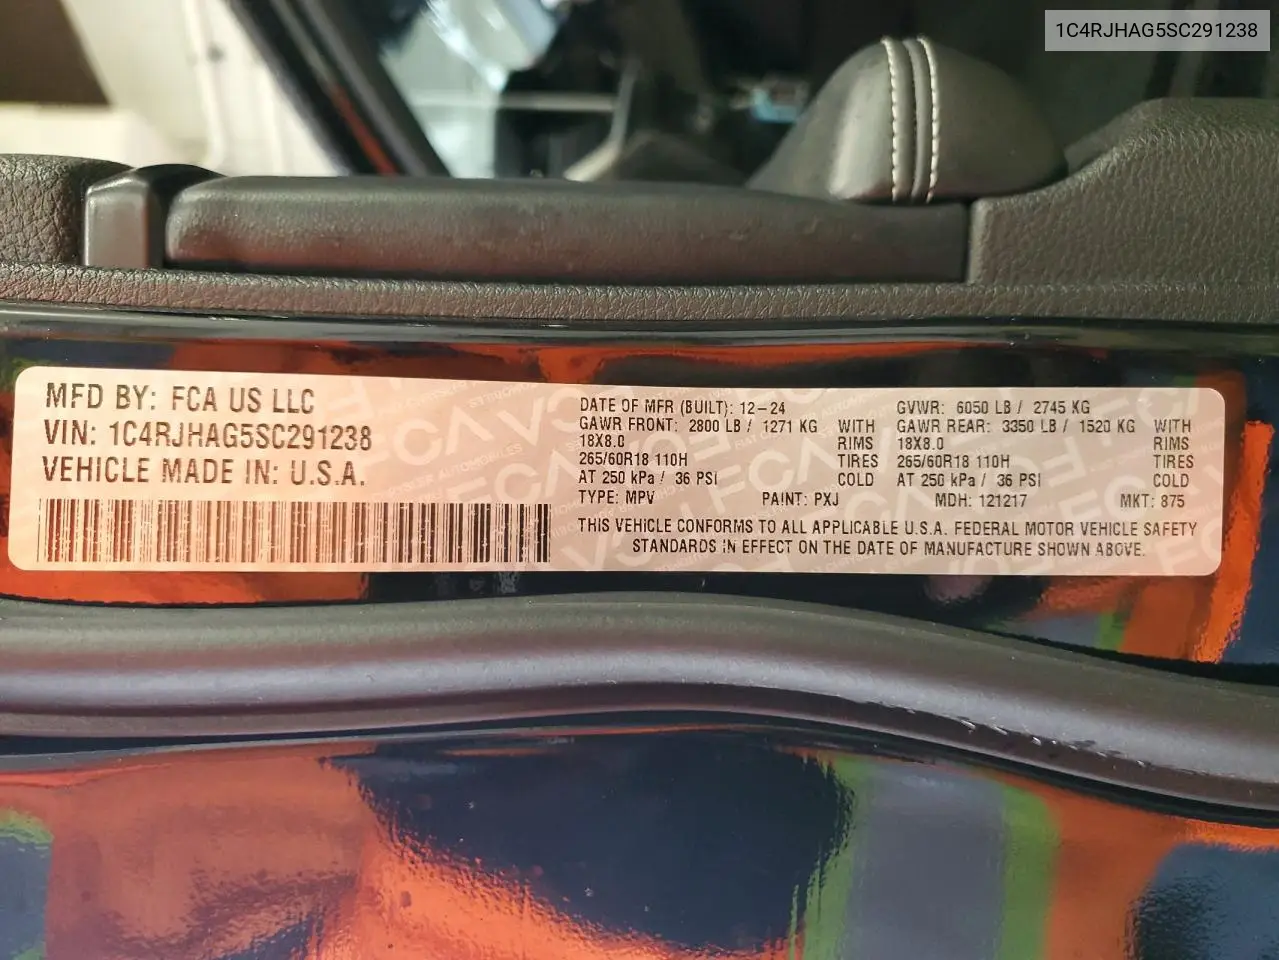 1C4RJHAG5SC291238
MFD BY: FCA US LLC
VIN: 1C4RJHAG5SC291238
VEHICLE MADE IN: U.S.A.
DATE OF MFR (BUILT): 12-24
GAWR FRONT: 2800 LB / 1271 KG WITH
18X8.0 RIMS
265/60R18 110H TIRES
AT 250 kPa / 36 PSI COLD
TYPE: MPV PAINT: PXJ
GVWR: 6050 LB / 2745 KG
GAWR REAR: 3350 LB / 1520 KG WITH
18X8.0 RIMS
265/60R18 110H TIRES
AT 250 kPa / 36 PSI COLD
MDH: 121217 MKT: 875
THIS VEHICLE CONFORMS TO ALL APPLICABLE U.S.A. FEDERAL MOTOR VEHICLE SAFETY
STANDARDS IN EFFECT ON THE DATE OF MANUFACTURE SHOWN ABOVE.